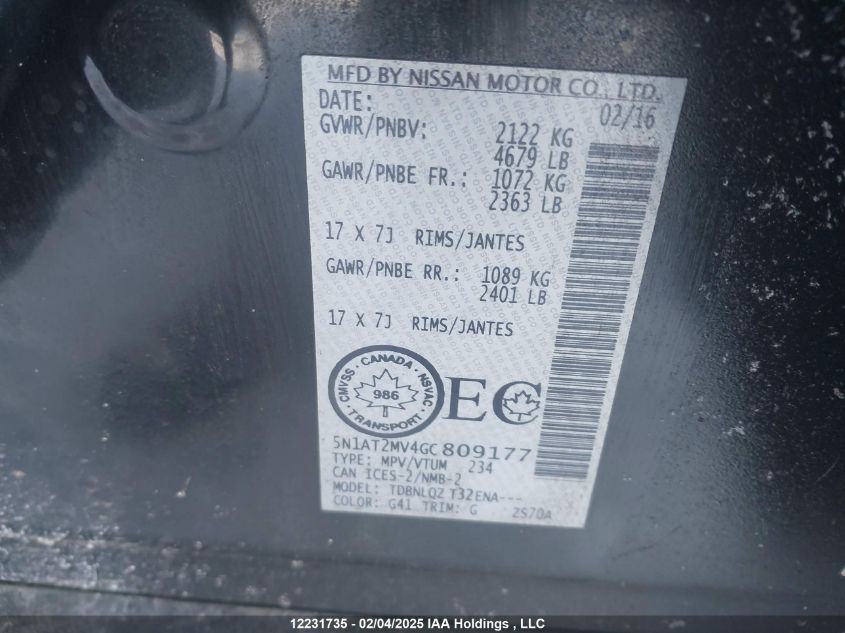 MFD BY NISSAN MOTOR CO., LTD.
DATE: 02/16
GVWR/PNBV: 2122 KG
4679 LB
GAWR/PNBE FR.: 1072 KG
2363 LB
17 X 7J RIMS/JANTES
GAWR/PNBE RR.: 1089 KG
2401 LB
17 X 7J RIMS/JANTES
CMVSS · CANADA · NSVAC
986
TRANSPORT
EC
5N1AT2MV4GC809177
TYPE: MPV/VTUM 234
CAN ICES-2/NMB-2
MODEL: TDBNLQZ T32ENA---
COLOR: G41 TRIM: G 2S70A
12231735 - 02/04/2025 IAA Holdings , LLC